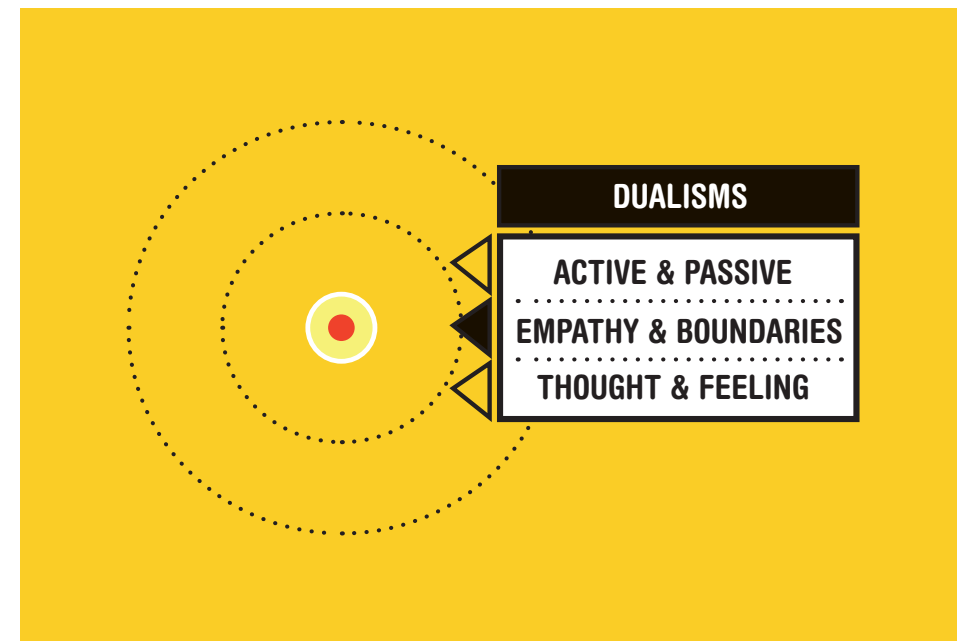 DUALISMS
ACTIVE & PASSIVE
EMPATHY & BOUNDARIES
THOUGHT & FEELING